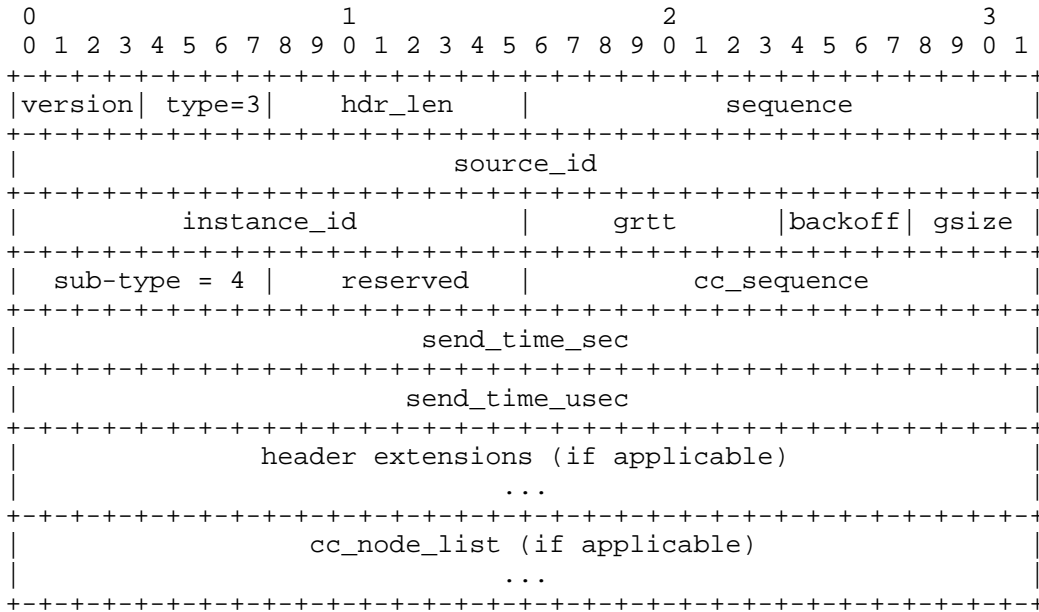 0                   1                   2                   3
 0 1 2 3 4 5 6 7 8 9 0 1 2 3 4 5 6 7 8 9 0 1 2 3 4 5 6 7 8 9 0 1
+-+-+-+-+-+-+-+-+-+-+-+-+-+-+-+-+-+-+-+-+-+-+-+-+-+-+-+-+-+-+-+-+
|version| type=3|    hdr_len    |            sequence           |
+-+-+-+-+-+-+-+-+-+-+-+-+-+-+-+-+-+-+-+-+-+-+-+-+-+-+-+-+-+-+-+-+
|                           source_id                           |
+-+-+-+-+-+-+-+-+-+-+-+-+-+-+-+-+-+-+-+-+-+-+-+-+-+-+-+-+-+-+-+-+
|          instance_id          |     grtt      |backoff| gsize |
+-+-+-+-+-+-+-+-+-+-+-+-+-+-+-+-+-+-+-+-+-+-+-+-+-+-+-+-+-+-+-+-+
|  sub-type = 4 |    reserved   |          cc_sequence          |
+-+-+-+-+-+-+-+-+-+-+-+-+-+-+-+-+-+-+-+-+-+-+-+-+-+-+-+-+-+-+-+-+
|                         send_time_sec                         |
+-+-+-+-+-+-+-+-+-+-+-+-+-+-+-+-+-+-+-+-+-+-+-+-+-+-+-+-+-+-+-+-+
|                        send_time_usec                         |
+-+-+-+-+-+-+-+-+-+-+-+-+-+-+-+-+-+-+-+-+-+-+-+-+-+-+-+-+-+-+-+-+
|               header extensions (if applicable)               |
|                              ...                              |
+-+-+-+-+-+-+-+-+-+-+-+-+-+-+-+-+-+-+-+-+-+-+-+-+-+-+-+-+-+-+-+-+
|                  cc_node_list (if applicable)                 |
|                              ...                              |
+-+-+-+-+-+-+-+-+-+-+-+-+-+-+-+-+-+-+-+-+-+-+-+-+-+-+-+-+-+-+-+-+